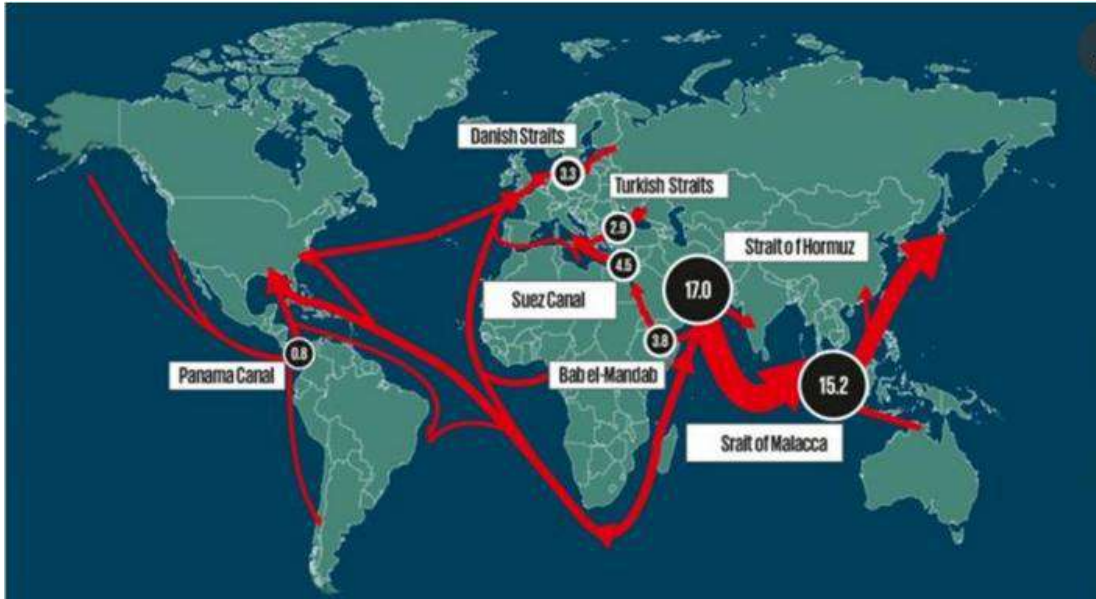 Danish Straits
3.3
Turkish Straits
2.9
Strait of Hormuz
17.0
4.5
Suez Canal
3.8
Bab el-Mandab
0.8
Panama Canal
15.2
Srait of Malacca